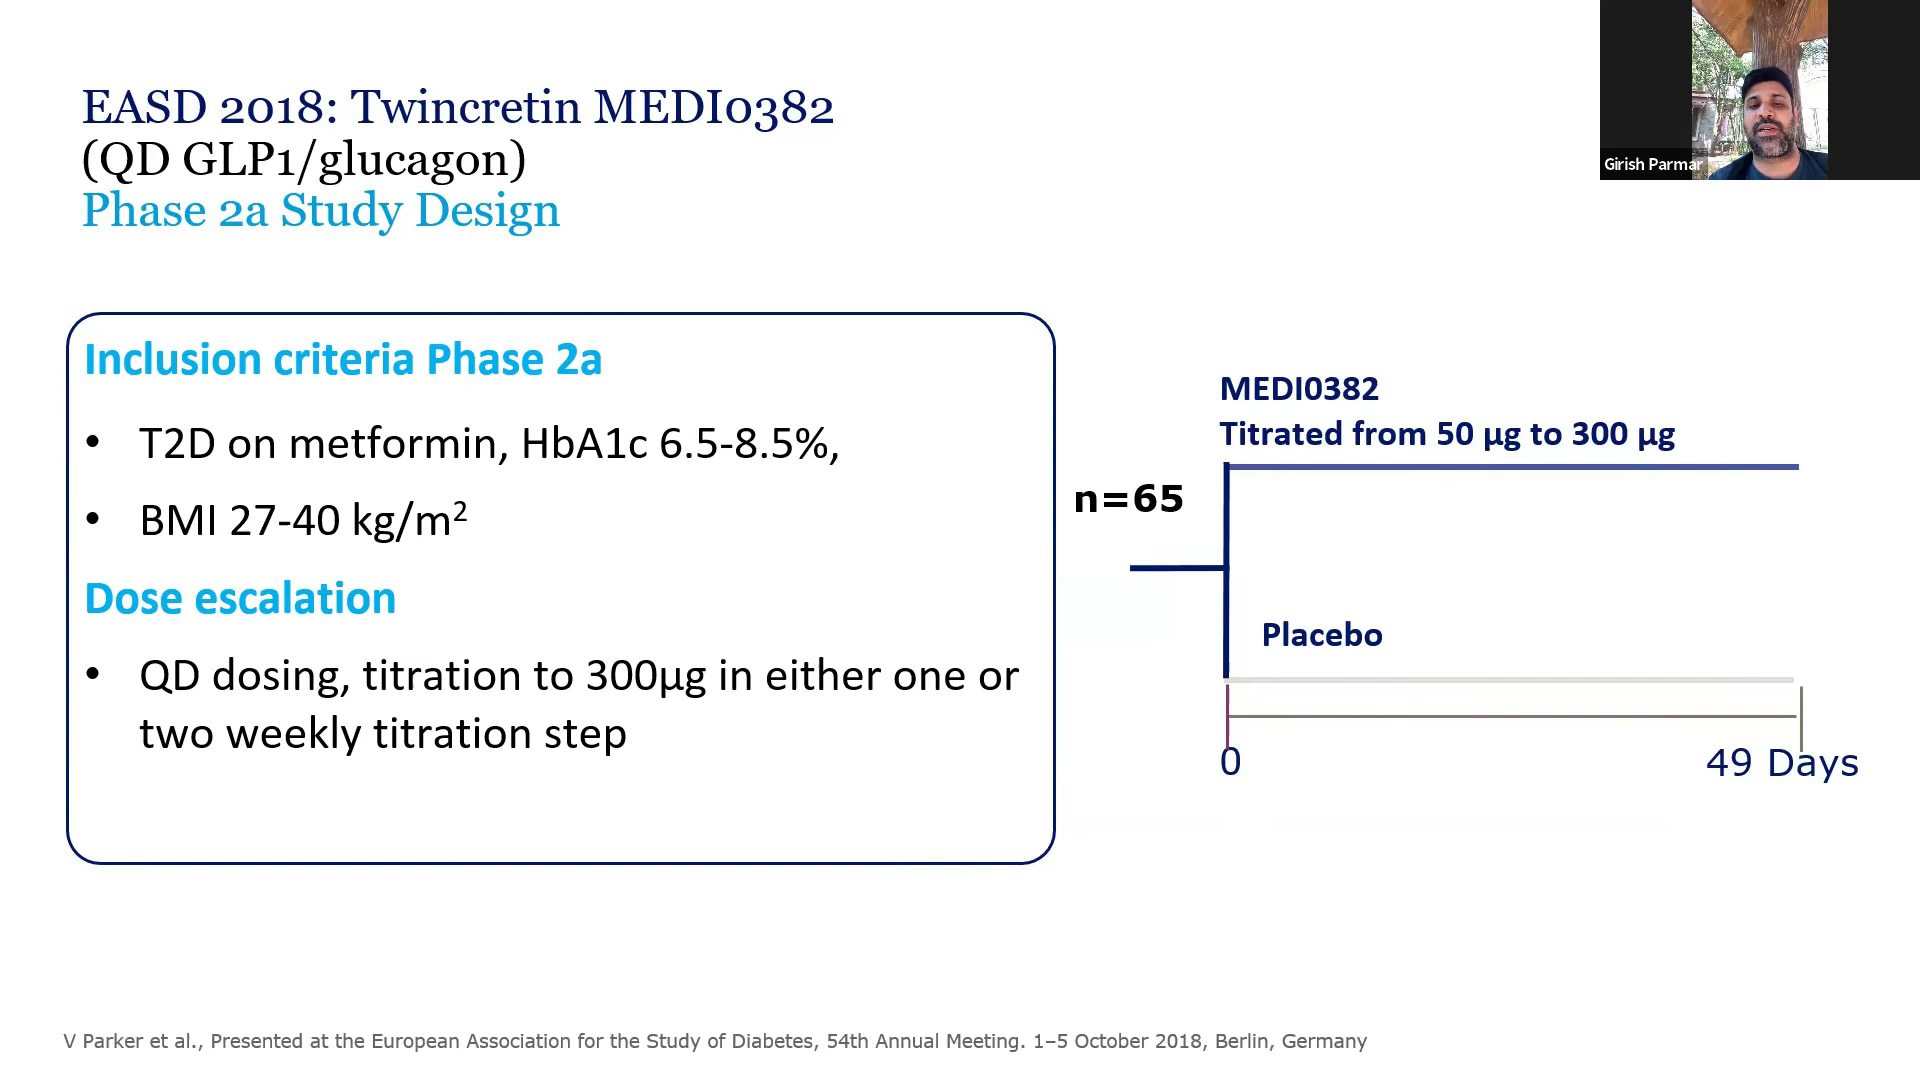 EASD 2018: Twincretin MEDI0382
(QD GLP1/glucagon)
Phase 2a Study Design
Girish Parmar
Inclusion criteria Phase 2a
• T2D on metformin, HbA1c 6.5-8.5%,
• BMI 27-40 kg/m²
Dose escalation
• QD dosing, titration to 300µg in either one or
two weekly titration step
MEDI0382
Titrated from 50 µg to 300 µg
n=65
Placebo
0
49 Days
V Parker et al., Presented at the European Association for the Study of Diabetes, 54th Annual Meeting. 1–5 October 2018, Berlin, Germany